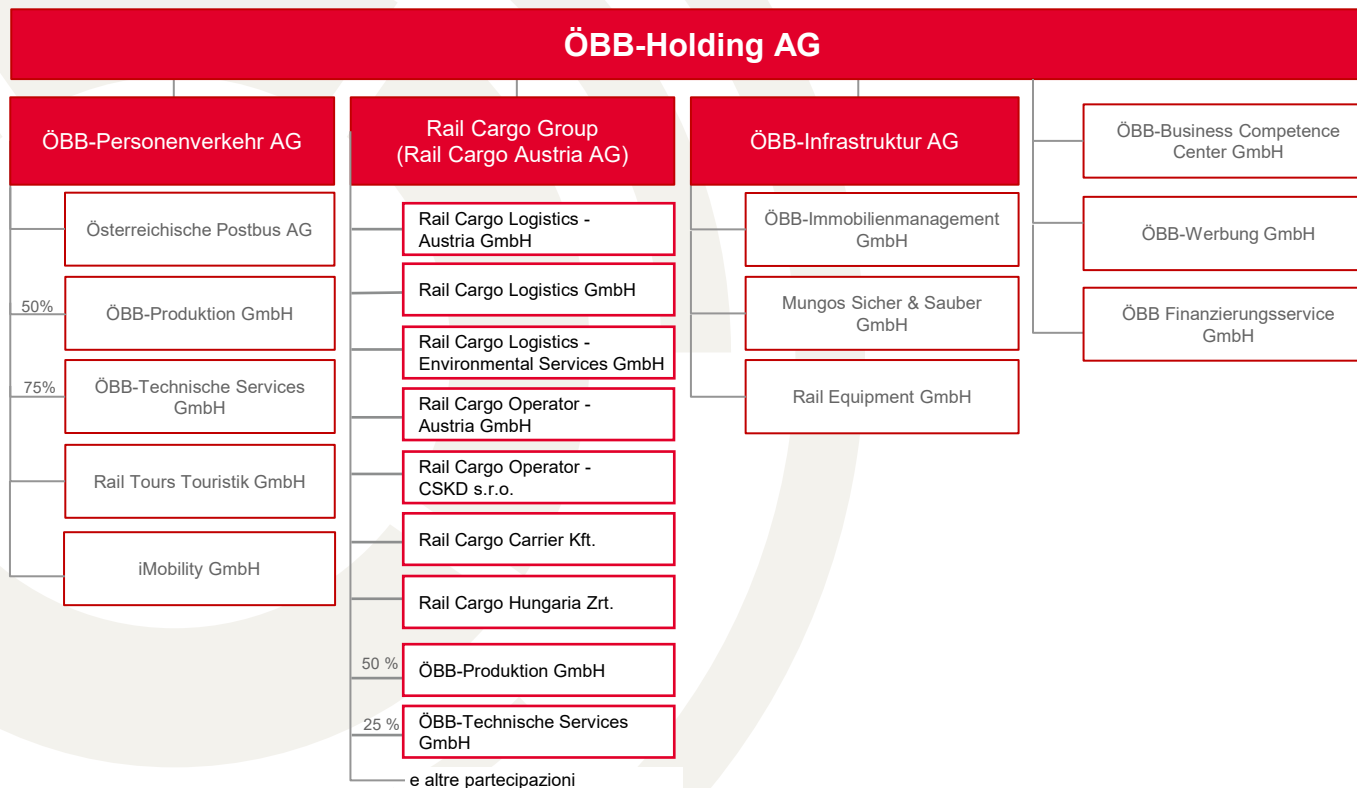 ÖBB-Holding AG
ÖBB-Personenverkehr AG
Österreichische Postbus AG
50%
ÖBB-Produktion GmbH
75%
ÖBB-Technische Services
GmbH
Rail Tours Touristik GmbH
iMobility GmbH
Rail Cargo Group
(Rail Cargo Austria AG)
Rail Cargo Logistics -
Austria GmbH
Rail Cargo Logistics GmbH
Rail Cargo Logistics -
Environmental Services GmbH
Rail Cargo Operator -
Austria GmbH
Rail Cargo Operator -
CSKD s.r.o.
Rail Cargo Carrier Kft.
Rail Cargo Hungaria Zrt.
50 %
ÖBB-Produktion GmbH
25 %
ÖBB-Technische Services
GmbH
e altre partecipazioni
ÖBB-Infrastruktur AG
ÖBB-Immobilienmanagement
GmbH
Mungos Sicher & Sauber
GmbH
Rail Equipment GmbH
ÖBB-Business Competence
Center GmbH
ÖBB-Werbung GmbH
ÖBB Finanzierungsservice
GmbH